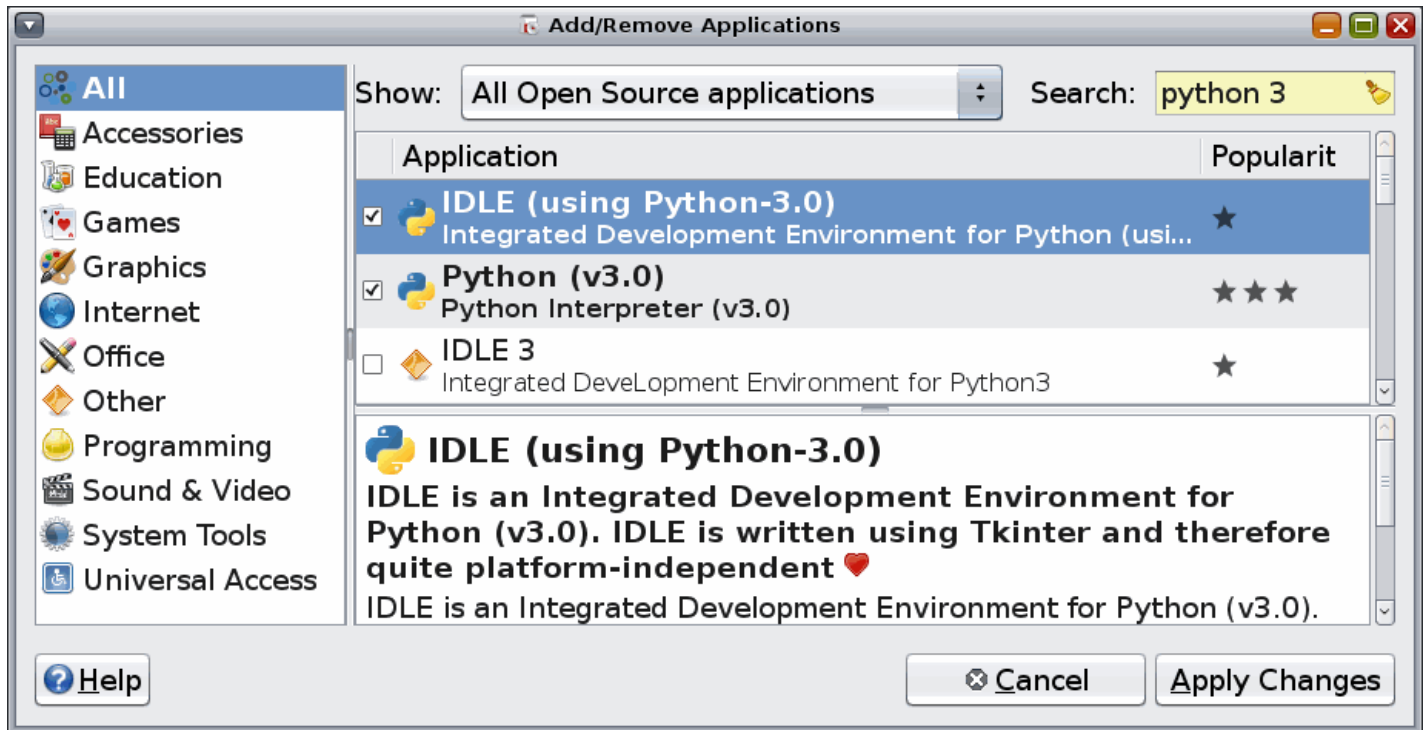 Add/Remove Applications
All
Accessories
Education
Games
Graphics
Internet
Office
Other
Programming
Sound & Video
System Tools
Universal Access
Show: All Open Source applications Search: python 3
Application Popularit
IDLE (using Python-3.0)
Integrated Development Environment for Python (usi...
Python (v3.0)
Python Interpreter (v3.0)
IDLE 3
Integrated DeveLopment Environment for Python3
IDLE (using Python-3.0)
IDLE is an Integrated Development Environment for
Python (v3.0). IDLE is written using Tkinter and therefore
quite platform-independent
IDLE is an Integrated Development Environment for Python (v3.0).
Help Cancel Apply Changes